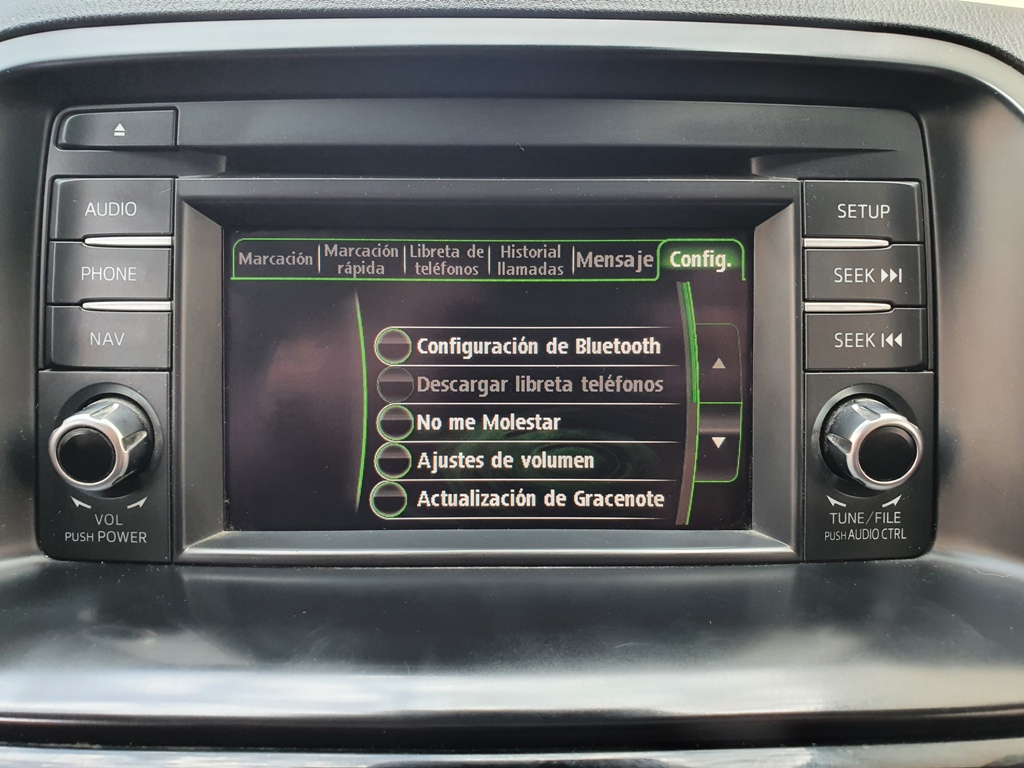 AUDIO
PHONE
NAV
VOL
PUSH POWER
Marcación
Marcación
rápida
Libreta de
teléfonos
Historial
llamadas
Mensaje
Config.
Configuración de Bluetooth
Descargar libreta teléfonos
No me Molestar
Ajustes de volumen
Actualización de Gracenote
SETUP
SEEK
SEEK
TUNE/FILE
PUSH AUDIO CTRL